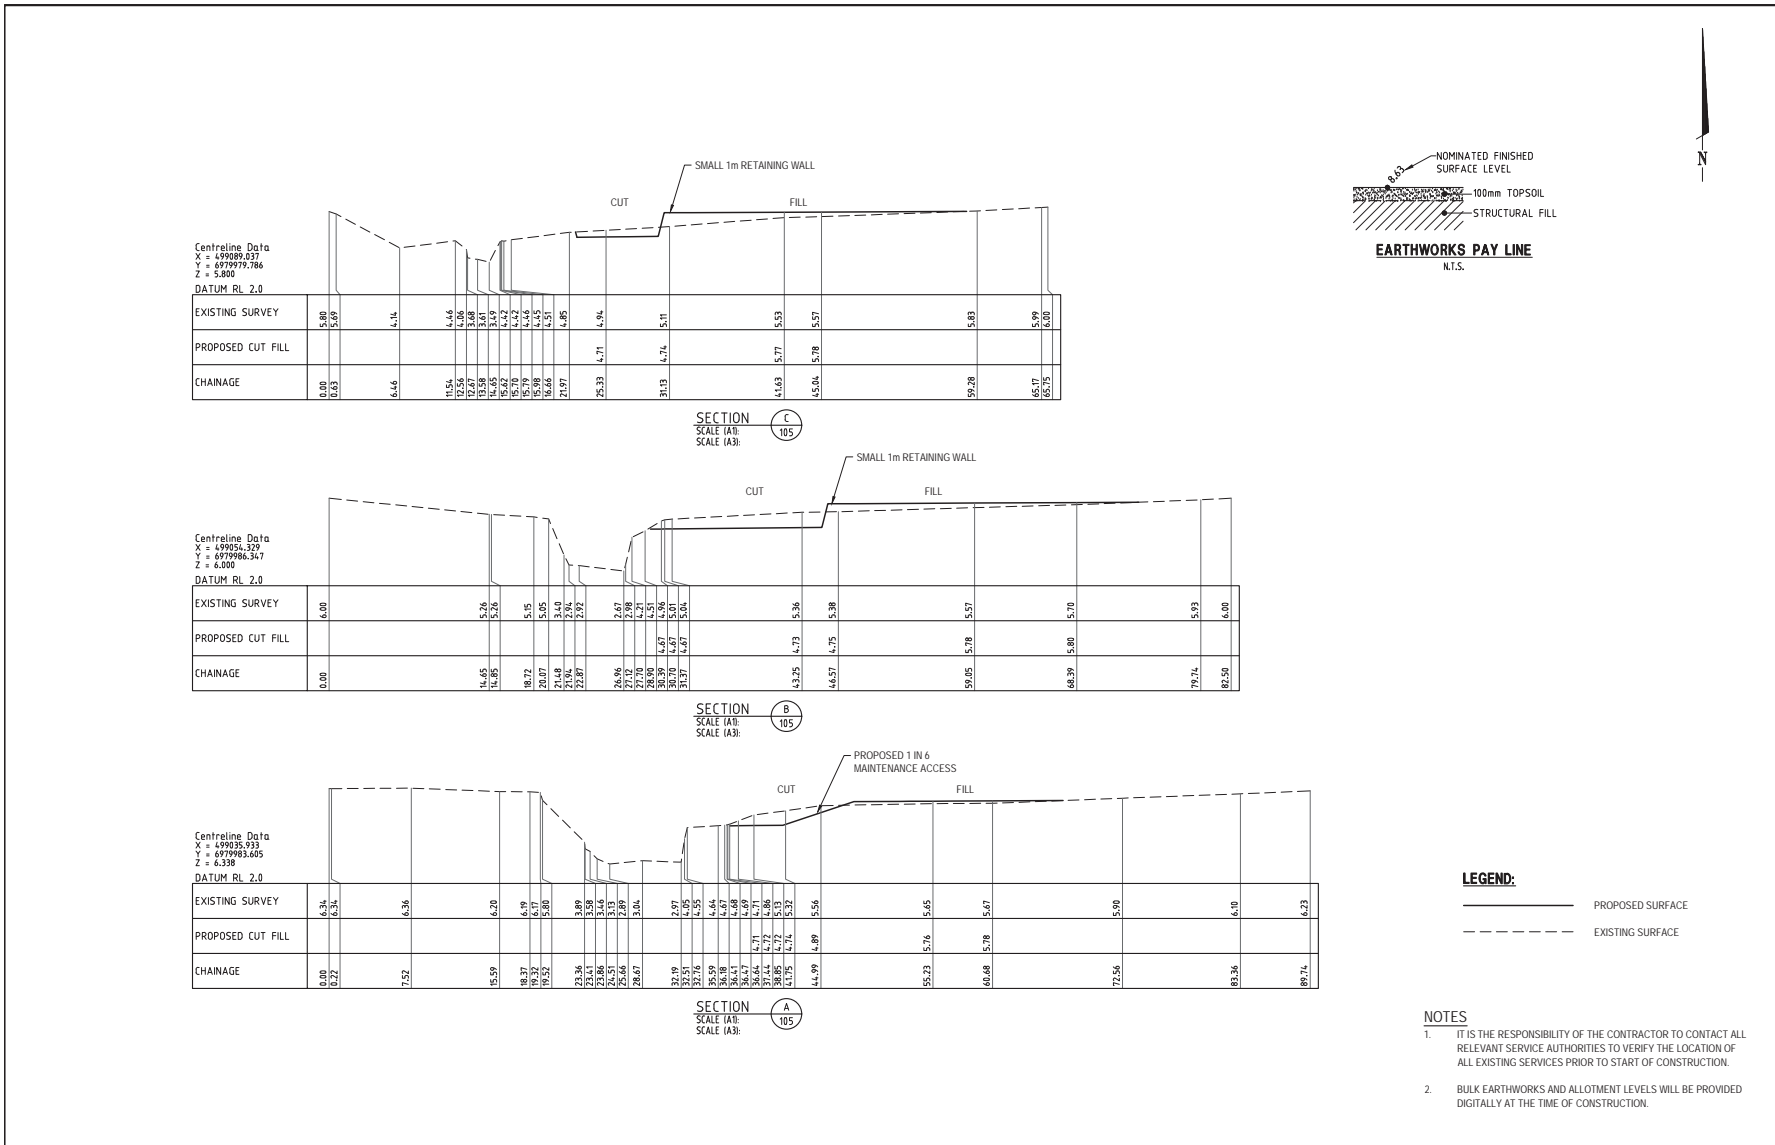 N
NOMINATED FINISHED
SURFACE LEVEL
8.63
100mm TOPSOIL
STRUCTURAL FILL
EARTHWORKS PAY LINE
N.T.S.
SMALL 1m RETAINING WALL
CUT FILL
Centreline Data
X = 499089.037
Y = 6979979.786
Z = 5.800
DATUM RL 2.0
EXISTING SURVEY 5.80 5.69 4.14 4.46 4.06 3.68 3.61 3.49 4.42 4.42 4.46 4.45 4.51 4.85 4.94 5.11 5.53 5.57 5.83 5.99 6.00
PROPOSED CUT FILL 4.71 4.74 5.77 5.78
CHAINAGE 0.00 0.63 6.46 11.54 12.56 12.67 13.58 14.65 15.62 15.70 15.79 15.98 16.66 21.97 25.33 31.13 41.63 45.04 59.28 65.17 65.75
SECTION C
SCALE (A1): 105
SCALE (A3):
SMALL 1m RETAINING WALL
CUT FILL
Centreline Data
X = 499054.329
Y = 6979986.347
Z = 6.000
DATUM RL 2.0
EXISTING SURVEY 6.00 5.26 5.26 5.15 5.05 3.40 2.94 2.92 2.67 2.98 4.21 4.51 4.96 5.01 5.04 5.36 5.38 5.57 5.70 5.93 6.00
PROPOSED CUT FILL 4.67 4.67 4.67 4.73 4.75 5.78 5.80
CHAINAGE 0.00 14.65 14.85 18.72 20.07 21.48 21.94 22.87 26.96 27.12 27.70 28.90 30.39 30.70 31.37 43.25 46.57 59.05 68.39 79.74 82.50
SECTION B
SCALE (A1): 105
SCALE (A3):
PROPOSED 1 IN 6
MAINTENANCE ACCESS
CUT FILL
Centreline Data
X = 499035.933
Y = 6979983.605
Z = 6.338
DATUM RL 2.0
EXISTING SURVEY 6.34 6.34 6.36 6.20 6.19 6.17 5.80 3.89 3.58 3.46 3.13 2.89 3.04 2.97 4.05 4.55 4.64 4.67 4.68 4.69 4.71 4.86 5.13 5.32 5.56 5.65 5.67 5.90 6.10 6.23
PROPOSED CUT FILL 4.71 4.72 4.72 4.74 4.89 5.76 5.78
CHAINAGE 0.00 0.22 7.52 15.59 18.37 19.32 19.52 23.36 23.41 23.86 24.51 25.66 28.67 32.19 32.51 32.76 35.59 36.18 36.41 36.47 36.64 37.44 38.85 41.75 44.99 55.23 60.68 72.56 83.36 89.74
SECTION A
SCALE (A1): 105
SCALE (A3):
LEGEND:
PROPOSED SURFACE
EXISTING SURFACE
NOTES
1. IT IS THE RESPONSIBILITY OF THE CONTRACTOR TO CONTACT ALL
RELEVANT SERVICE AUTHORITIES TO VERIFY THE LOCATION OF
ALL EXISTING SERVICES PRIOR TO START OF CONSTRUCTION.
2. BULK EARTHWORKS AND ALLOTMENT LEVELS WILL BE PROVIDED
DIGITALLY AT THE TIME OF CONSTRUCTION.